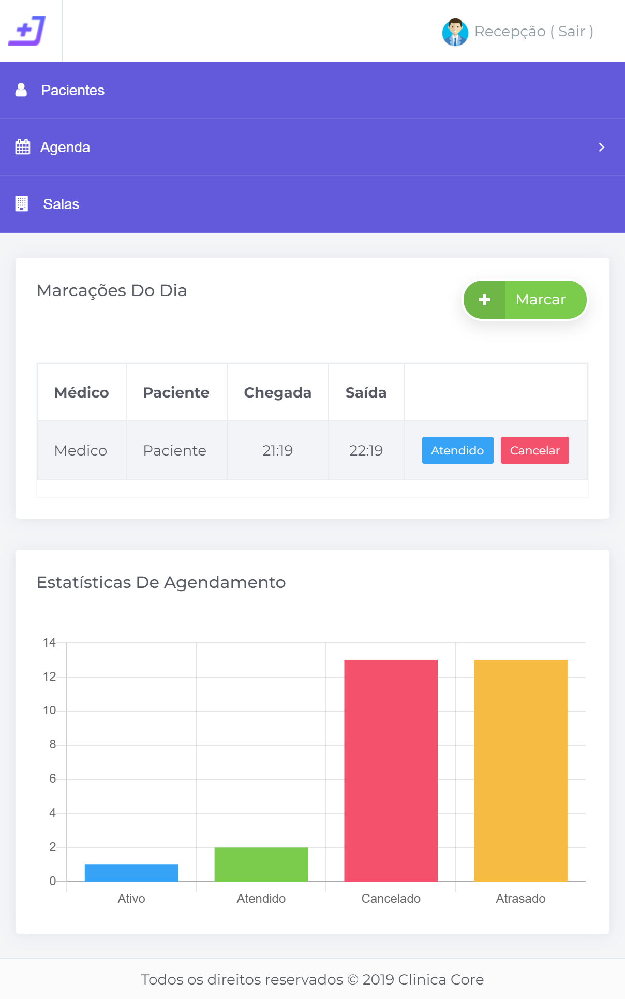 Recepção ( Sair )
Pacientes
Agenda
Salas
Marcações Do Dia
Marcar
Médico Paciente Chegada Saída
Medico Paciente 21:19 22:19 Atendido Cancelar
Estatísticas De Agendamento
14
12
10
8
6
4
2
0
Ativo Atendido Cancelado Atrasado
Todos os direitos reservados © 2019 Clinica Core